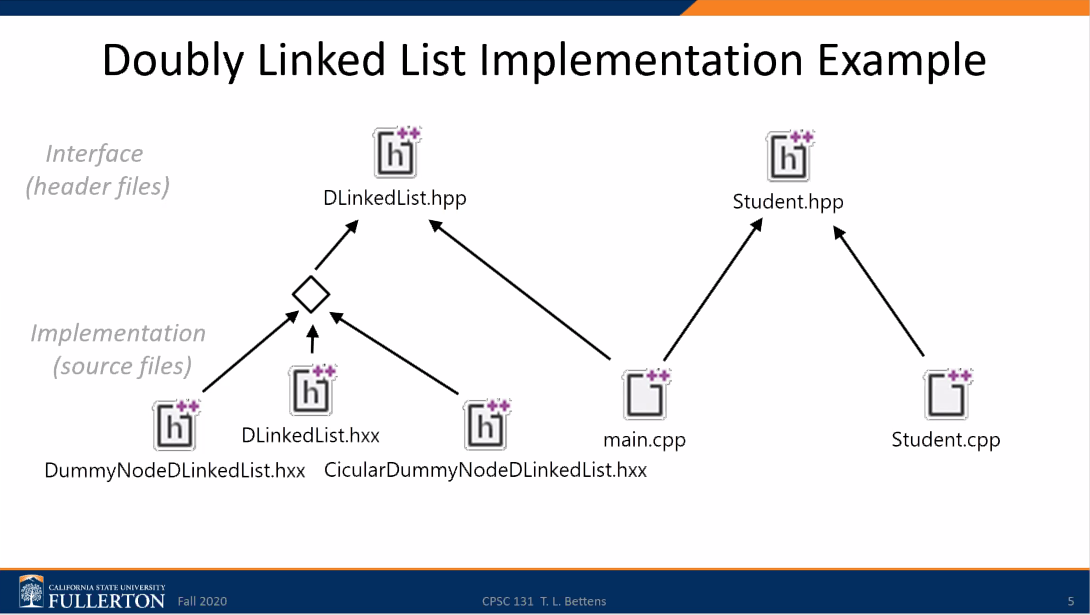 Doubly Linked List Implementation Example
Interface
(header files)
h++
DLinkedList.hpp
h++
Student.hpp
Implementation
(source files)
h++
DummyNodeDLinkedList.hxx
h++
DLinkedList.hxx
h++
CicularDummyNodeDLinkedList.hxx
++
main.cpp
++
Student.cpp
CALIFORNIA STATE UNIVERSITY
FULLERTON
Fall 2020
CPSC 131 T. L. Bettens
5